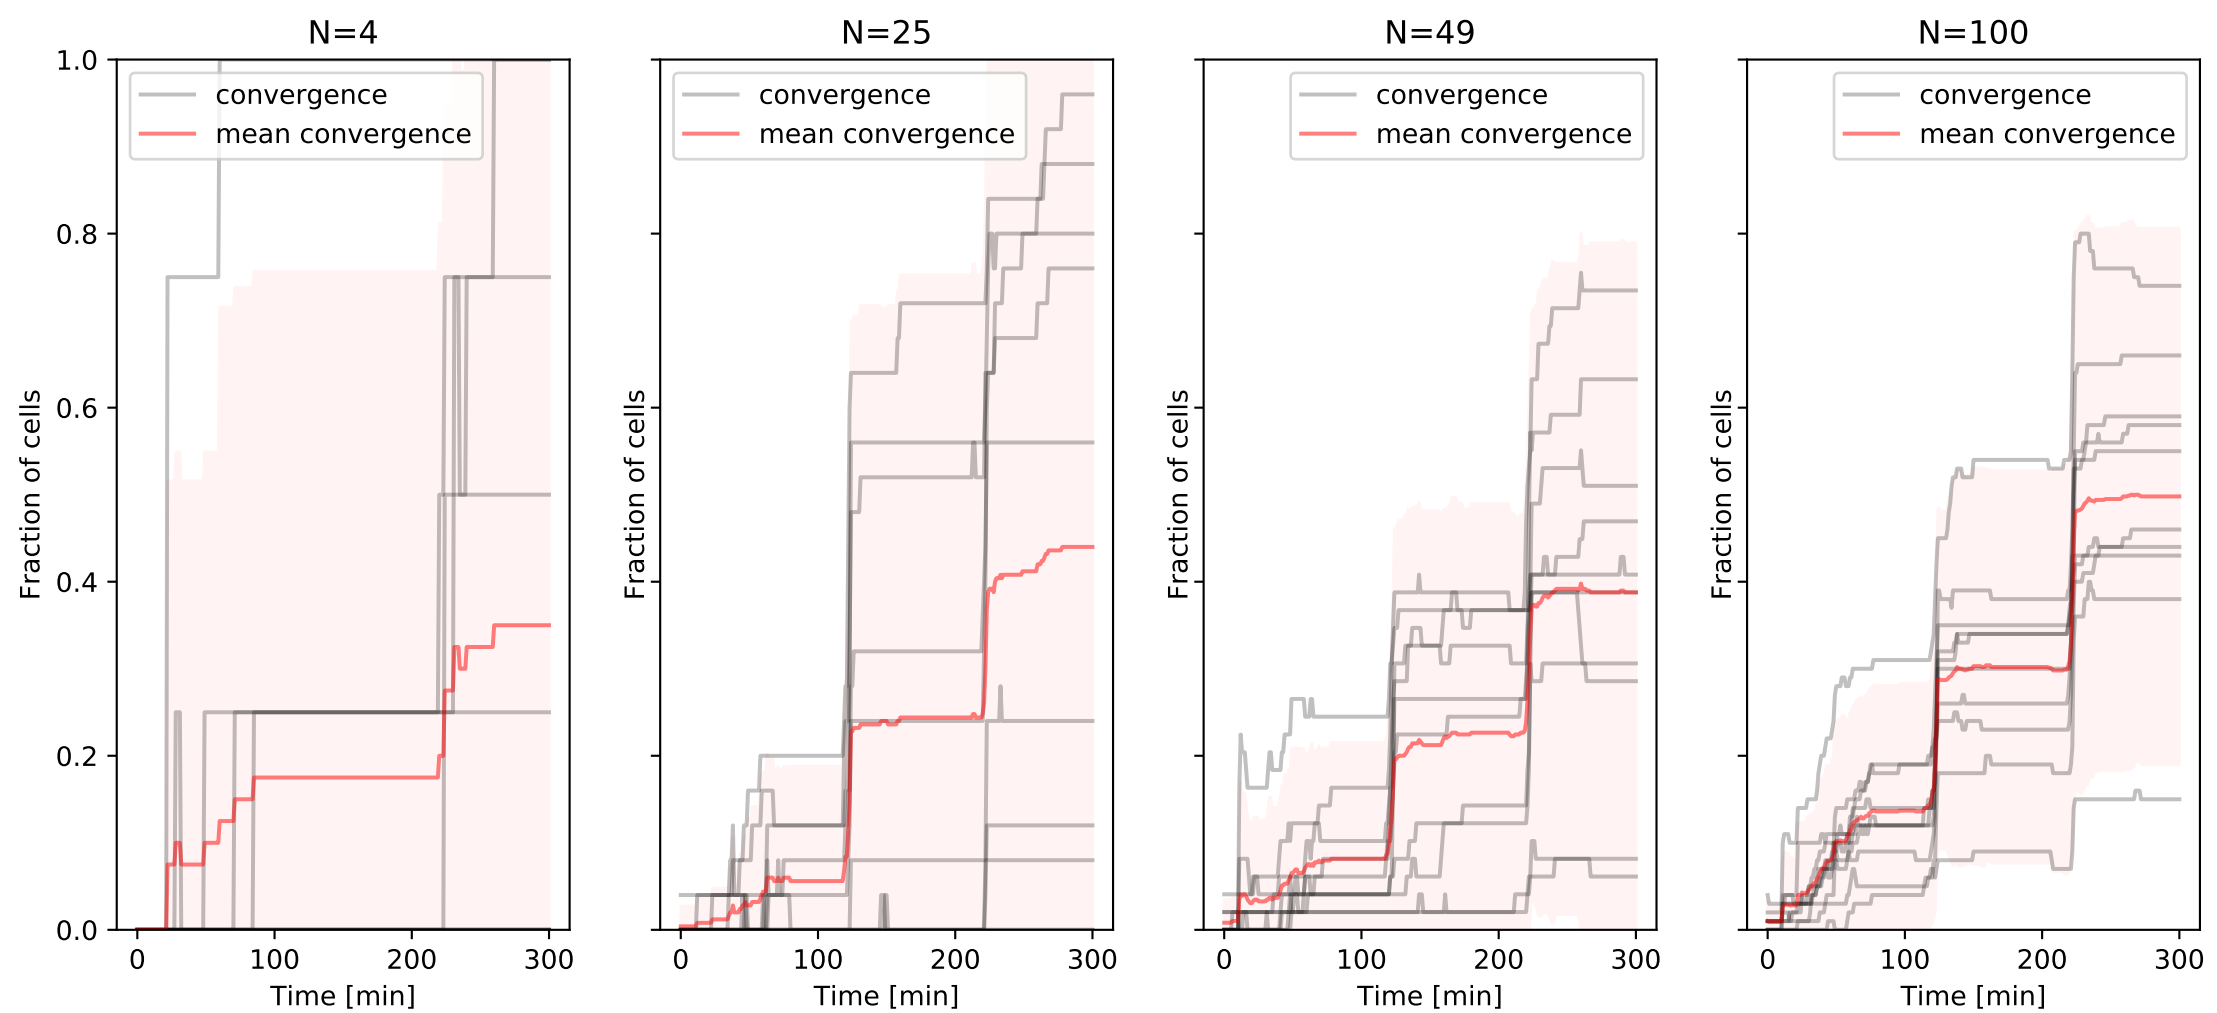 N=4
N=25
N=49
N=100
convergence
mean convergence
convergence
mean convergence
convergence
mean convergence
convergence
mean convergence
1.0
0.8
0.6
0.4
0.2
0.0
Fraction of cells
Fraction of cells
Fraction of cells
Fraction of cells
0 100 200 300
0 100 200 300
0 100 200 300
0 100 200 300
Time [min]
Time [min]
Time [min]
Time [min]